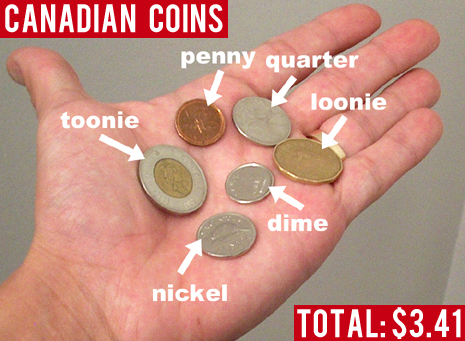 CANADIAN COINS
penny quarter
loonie
toonie
dime
nickel
TOTAL: $3.41